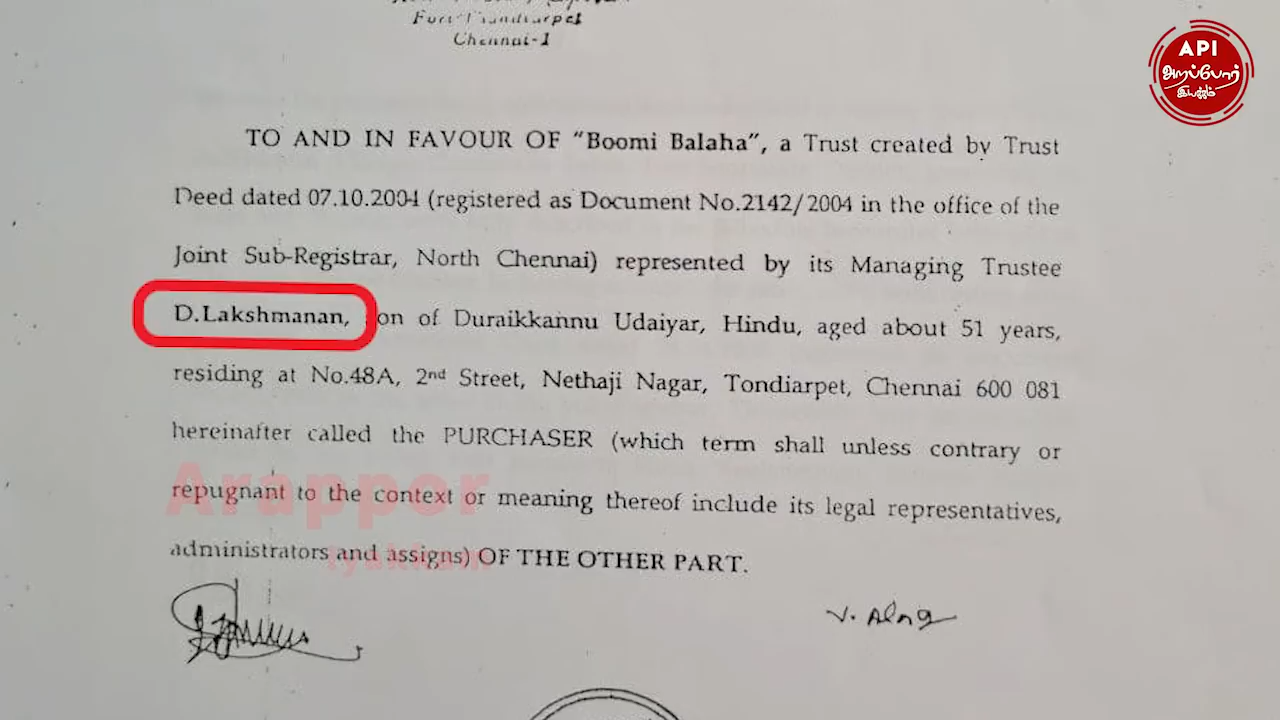 Chennai-1
API
அறப்போர்
இயக்கம்
TO AND IN FAVOUR OF “Boomi Balaha”, a Trust created by Trust
Deed dated 07.10.2004 (registered as Document No.2142/2004 in the office of the
Joint Sub-Registrar, North Chennai) represented by its Managing Trustee
D.Lakshmanan, son of Duraikkannu Udaiyar, Hindu, aged about 51 years,
residing at No.48A, 2nd Street, Nethaji Nagar, Tondiarpet, Chennai 600 081
hereinafter called the PURCHASER (which term shall unless contrary or
Arappor
repugnant to the context or meaning thereof include its legal representatives,
administrators and assigns) OF THE OTHER PART.
Iyakkam